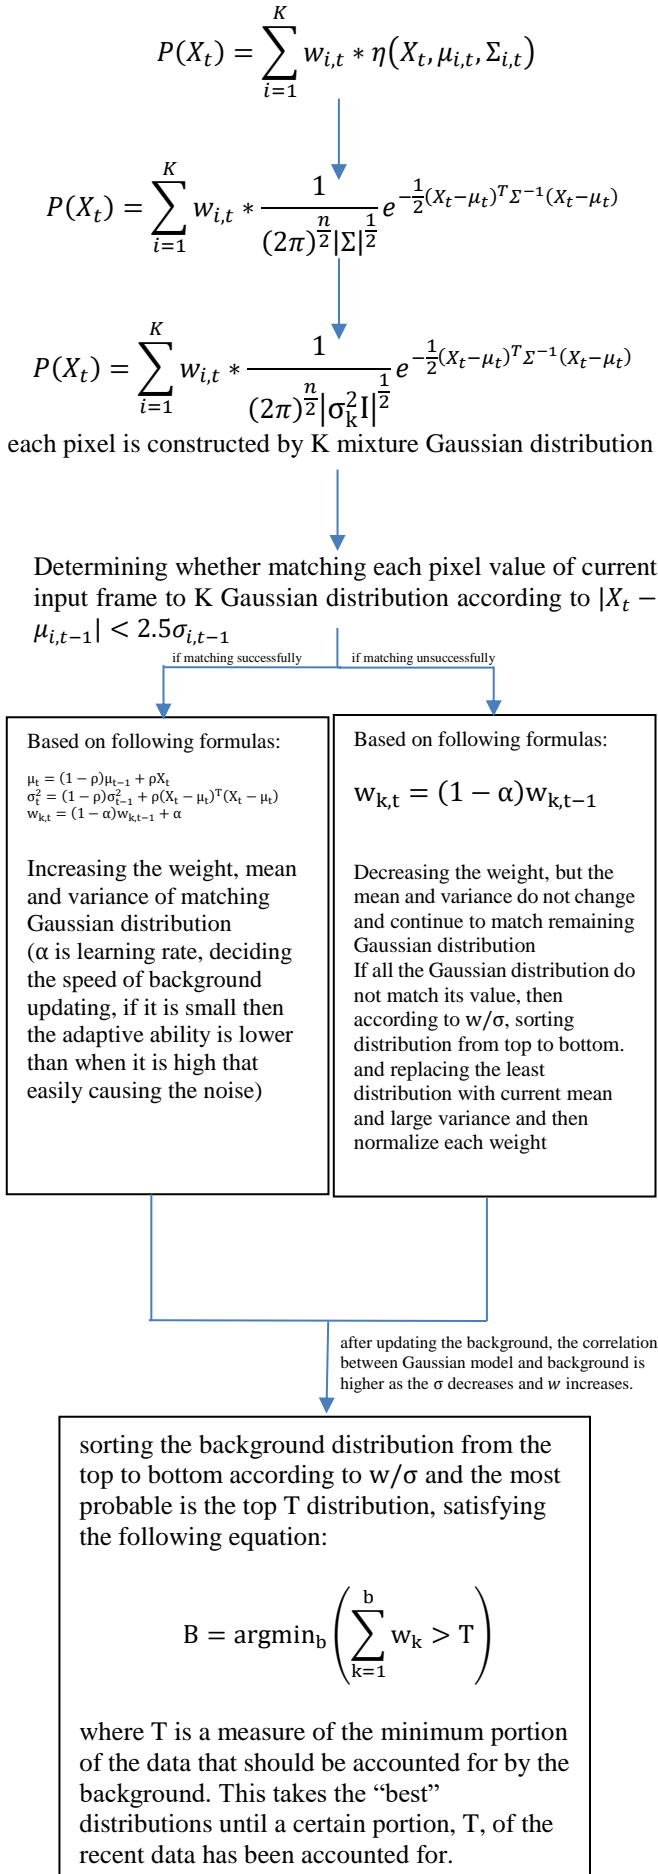 P(X_t) = \sum_{i=1}^{K} w_{i,t} * η(X_t, μ_{i,t}, Σ_{i,t})
P(X_t) = \sum_{i=1}^{K} w_{i,t} * \frac{1}{(2π)^{\frac{n}{2}}|Σ|^{\frac{1}{2}}} e^{-\frac{1}{2}(X_t-μ_t)^T Σ^{-1}(X_t-μ_t)}
P(X_t) = \sum_{i=1}^{K} w_{i,t} * \frac{1}{(2π)^{\frac{n}{2}}|σ_k^2 I|^{\frac{1}{2}}} e^{-\frac{1}{2}(X_t-μ_t)^T Σ^{-1}(X_t-μ_t)}
each pixel is constructed by K mixture Gaussian distribution
Determining whether matching each pixel value of current
input frame to K Gaussian distribution according to |X_t −
μ_{i,t−1}| < 2.5σ_{i,t−1}
if matching successfully
if matching unsuccessfully
Based on following formulas:
μ_t = (1 − ρ)μ_{t−1} + ρX_t
σ_t^2 = (1 − ρ)σ_{t−1}^2 + ρ(X_t − μ_t)^T(X_t − μ_t)
w_{k,t} = (1 − α)w_{k,t−1} + α
Increasing the weight, mean
and variance of matching
Gaussian distribution
(α is learning rate, deciding
the speed of background
updating, if it is small then
the adaptive ability is lower
than when it is high that
easily causing the noise)
Based on following formulas:
w_{k,t} = (1 − α)w_{k,t−1}
Decreasing the weight, but the
mean and variance do not change
and continue to match remaining
Gaussian distribution
If all the Gaussian distribution do
not match its value, then
according to w/σ, sorting
distribution from top to bottom.
and replacing the least
distribution with current mean
and large variance and then
normalize each weight
after updating the background, the correlation
between Gaussian model and background is
higher as the σ decreases and w increases.
sorting the background distribution from the
top to bottom according to w/σ and the most
probable is the top T distribution, satisfying
the following equation:
B = argmin_b (\sum_{k=1}^{b} w_k > T)
where T is a measure of the minimum portion
of the data that should be accounted for by the
background. This takes the “best”
distributions until a certain portion, T, of the
recent data has been accounted for.